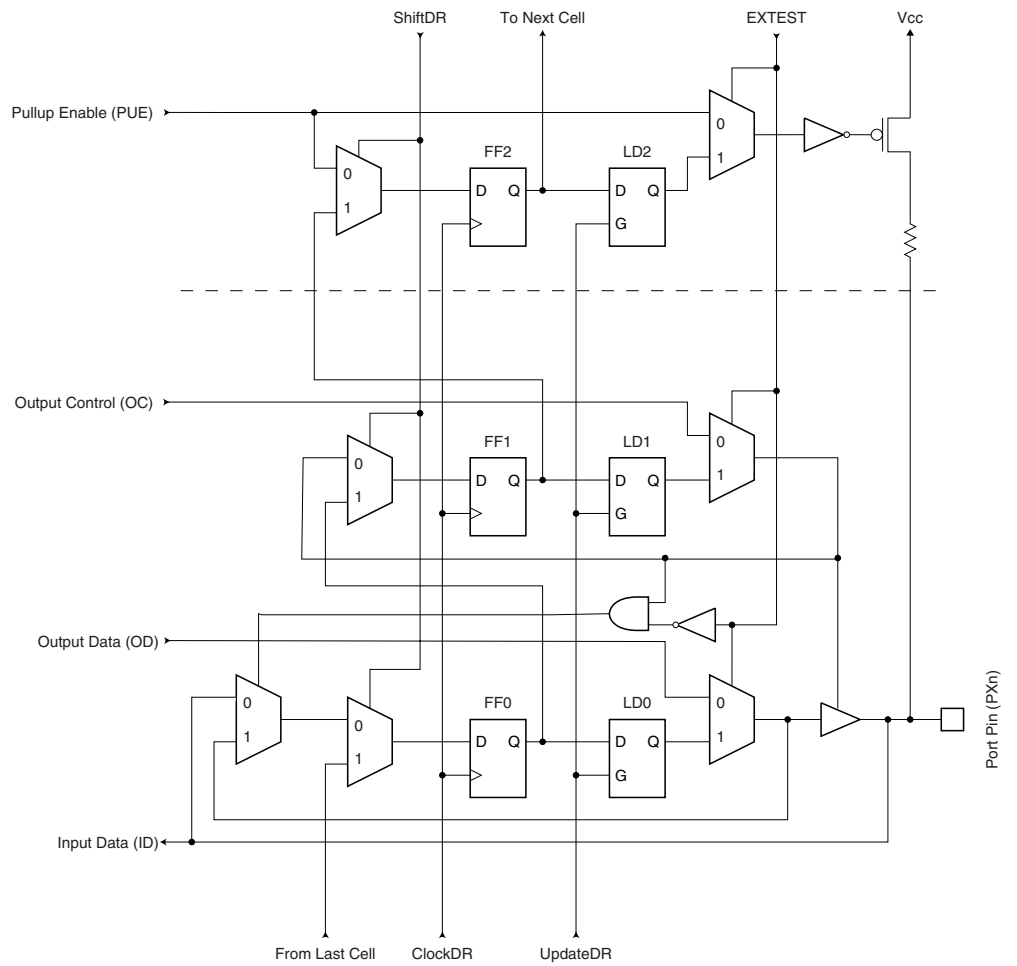 ShiftDR
To Next Cell
EXTEST
Vcc
Pullup Enable (PUE)
0
1
FF2
D Q
LD2
D Q
G
0
1
Output Control (OC)
0
1
FF1
D Q
LD1
D Q
G
0
1
Output Data (OD)
0
1
0
1
FF0
D Q
LD0
D Q
G
0
1
Port Pin (PXn)
Input Data (ID)
From Last Cell
ClockDR
UpdateDR